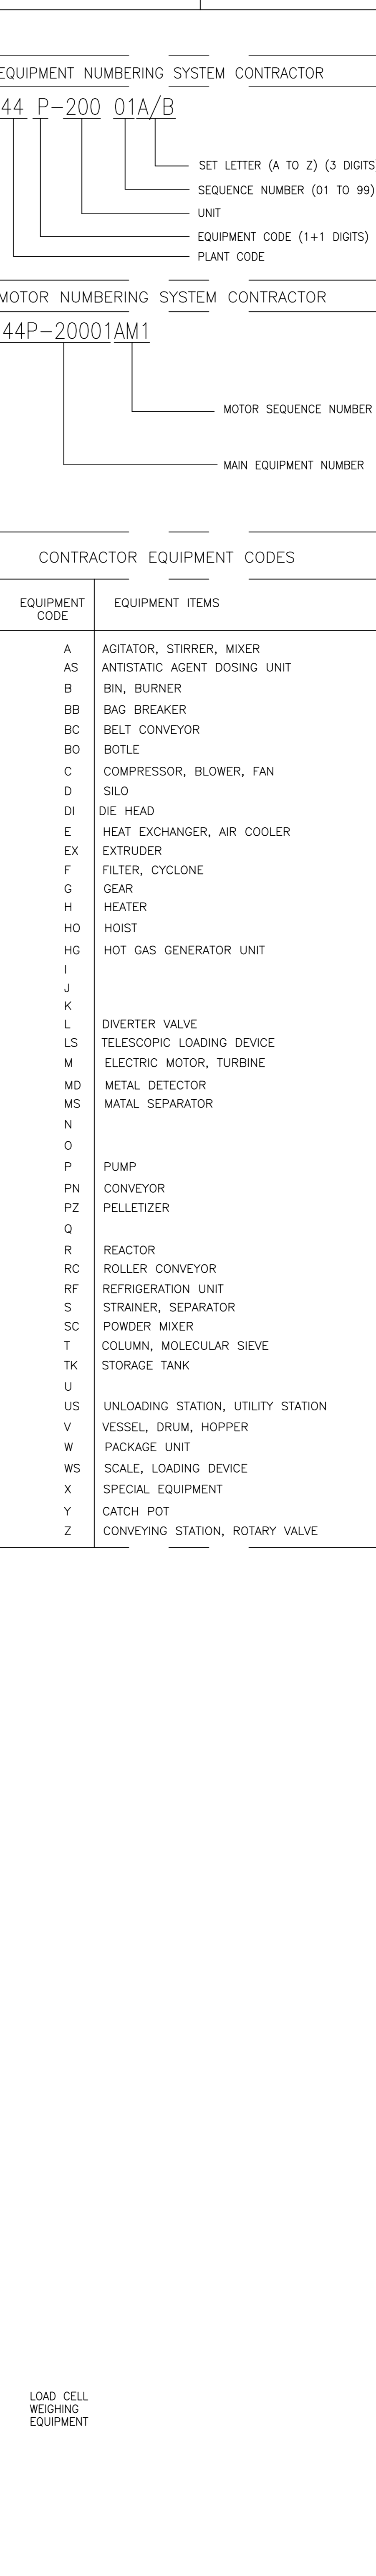 EQUIPMENT NUMBERING SYSTEM CONTRACTOR
44 P-200 01A/B
SET LETTER (A TO Z) (3 DIGITS
SEQUENCE NUMBER (01 TO 99)
UNIT
EQUIPMENT CODE (1+1 DIGITS)
PLANT CODE
MOTOR NUMBERING SYSTEM CONTRACTOR
44P-20001AM1
MOTOR SEQUENCE NUMBER
MAIN EQUIPMENT NUMBER
CONTRACTOR EQUIPMENT CODES
EQUIPMENT CODE EQUIPMENT ITEMS
A AGITATOR, STIRRER, MIXER
AS ANTISTATIC AGENT DOSING UNIT
B BIN, BURNER
BB BAG BREAKER
BC BELT CONVEYOR
BO BOTLE
C COMPRESSOR, BLOWER, FAN
D SILO
DI DIE HEAD
E HEAT EXCHANGER, AIR COOLER
EX EXTRUDER
F FILTER, CYCLONE
G GEAR
H HEATER
HO HOIST
HG HOT GAS GENERATOR UNIT
I
J
K
L DIVERTER VALVE
LS TELESCOPIC LOADING DEVICE
M ELECTRIC MOTOR, TURBINE
MD METAL DETECTOR
MS MATAL SEPARATOR
N
O
P PUMP
PN CONVEYOR
PZ PELLETIZER
Q
R REACTOR
RC ROLLER CONVEYOR
RF REFRIGERATION UNIT
S STRAINER, SEPARATOR
SC POWDER MIXER
T COLUMN, MOLECULAR SIEVE
TK STORAGE TANK
U
US UNLOADING STATION, UTILITY STATION
V VESSEL, DRUM, HOPPER
W PACKAGE UNIT
WS SCALE, LOADING DEVICE
X SPECIAL EQUIPMENT
Y CATCH POT
Z CONVEYING STATION, ROTARY VALVE
LOAD CELL
WEIGHING
EQUIPMENT